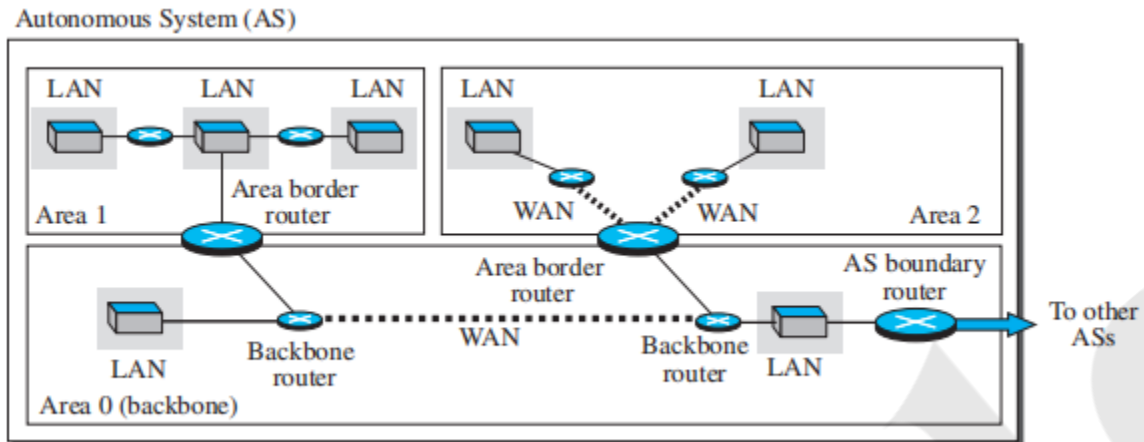 Autonomous System (AS)
LAN
LAN
LAN
Area border
router
Area 1
LAN
LAN
WAN
WAN
Area 2
Area border
router
AS boundary
router
To other
ASs
LAN
Backbone
router
WAN
Backbone
router
LAN
Area 0 (backbone)